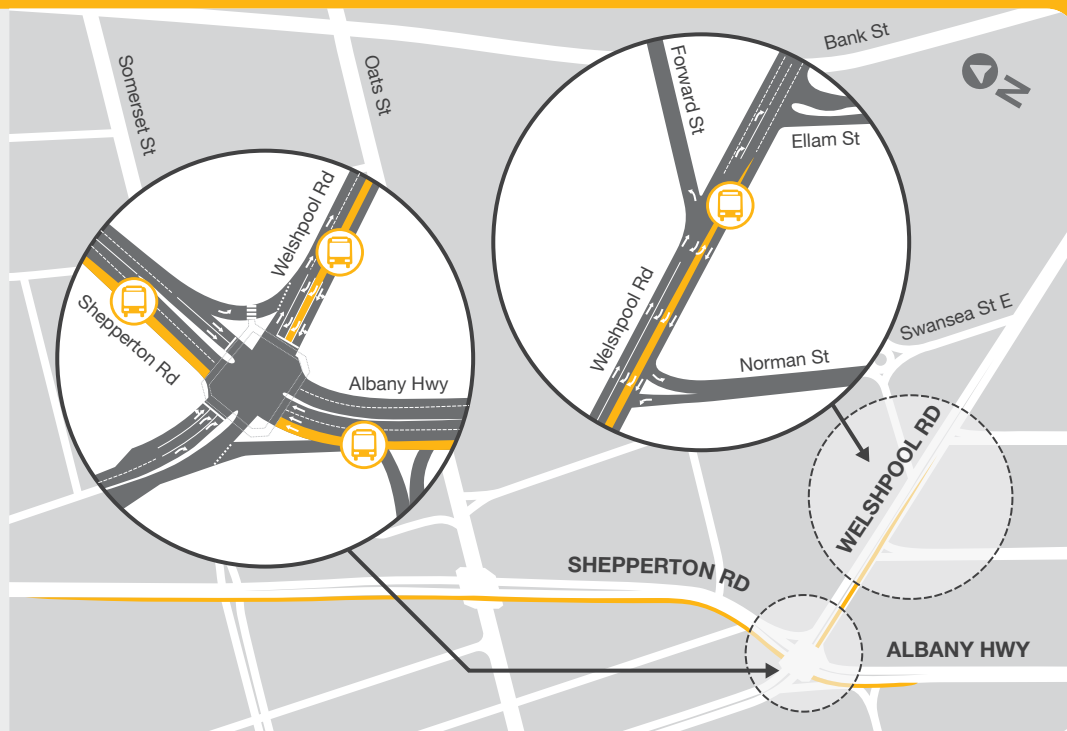 Bank St
N
Somerset St
Oats St
Forward St
Ellam St
Welshpool Rd
Welshpool Rd
Shepperton Rd
Swansea St E
Norman St
Albany Hwy
WELSHPOOL RD
SHEPPERTON RD
ALBANY HWY